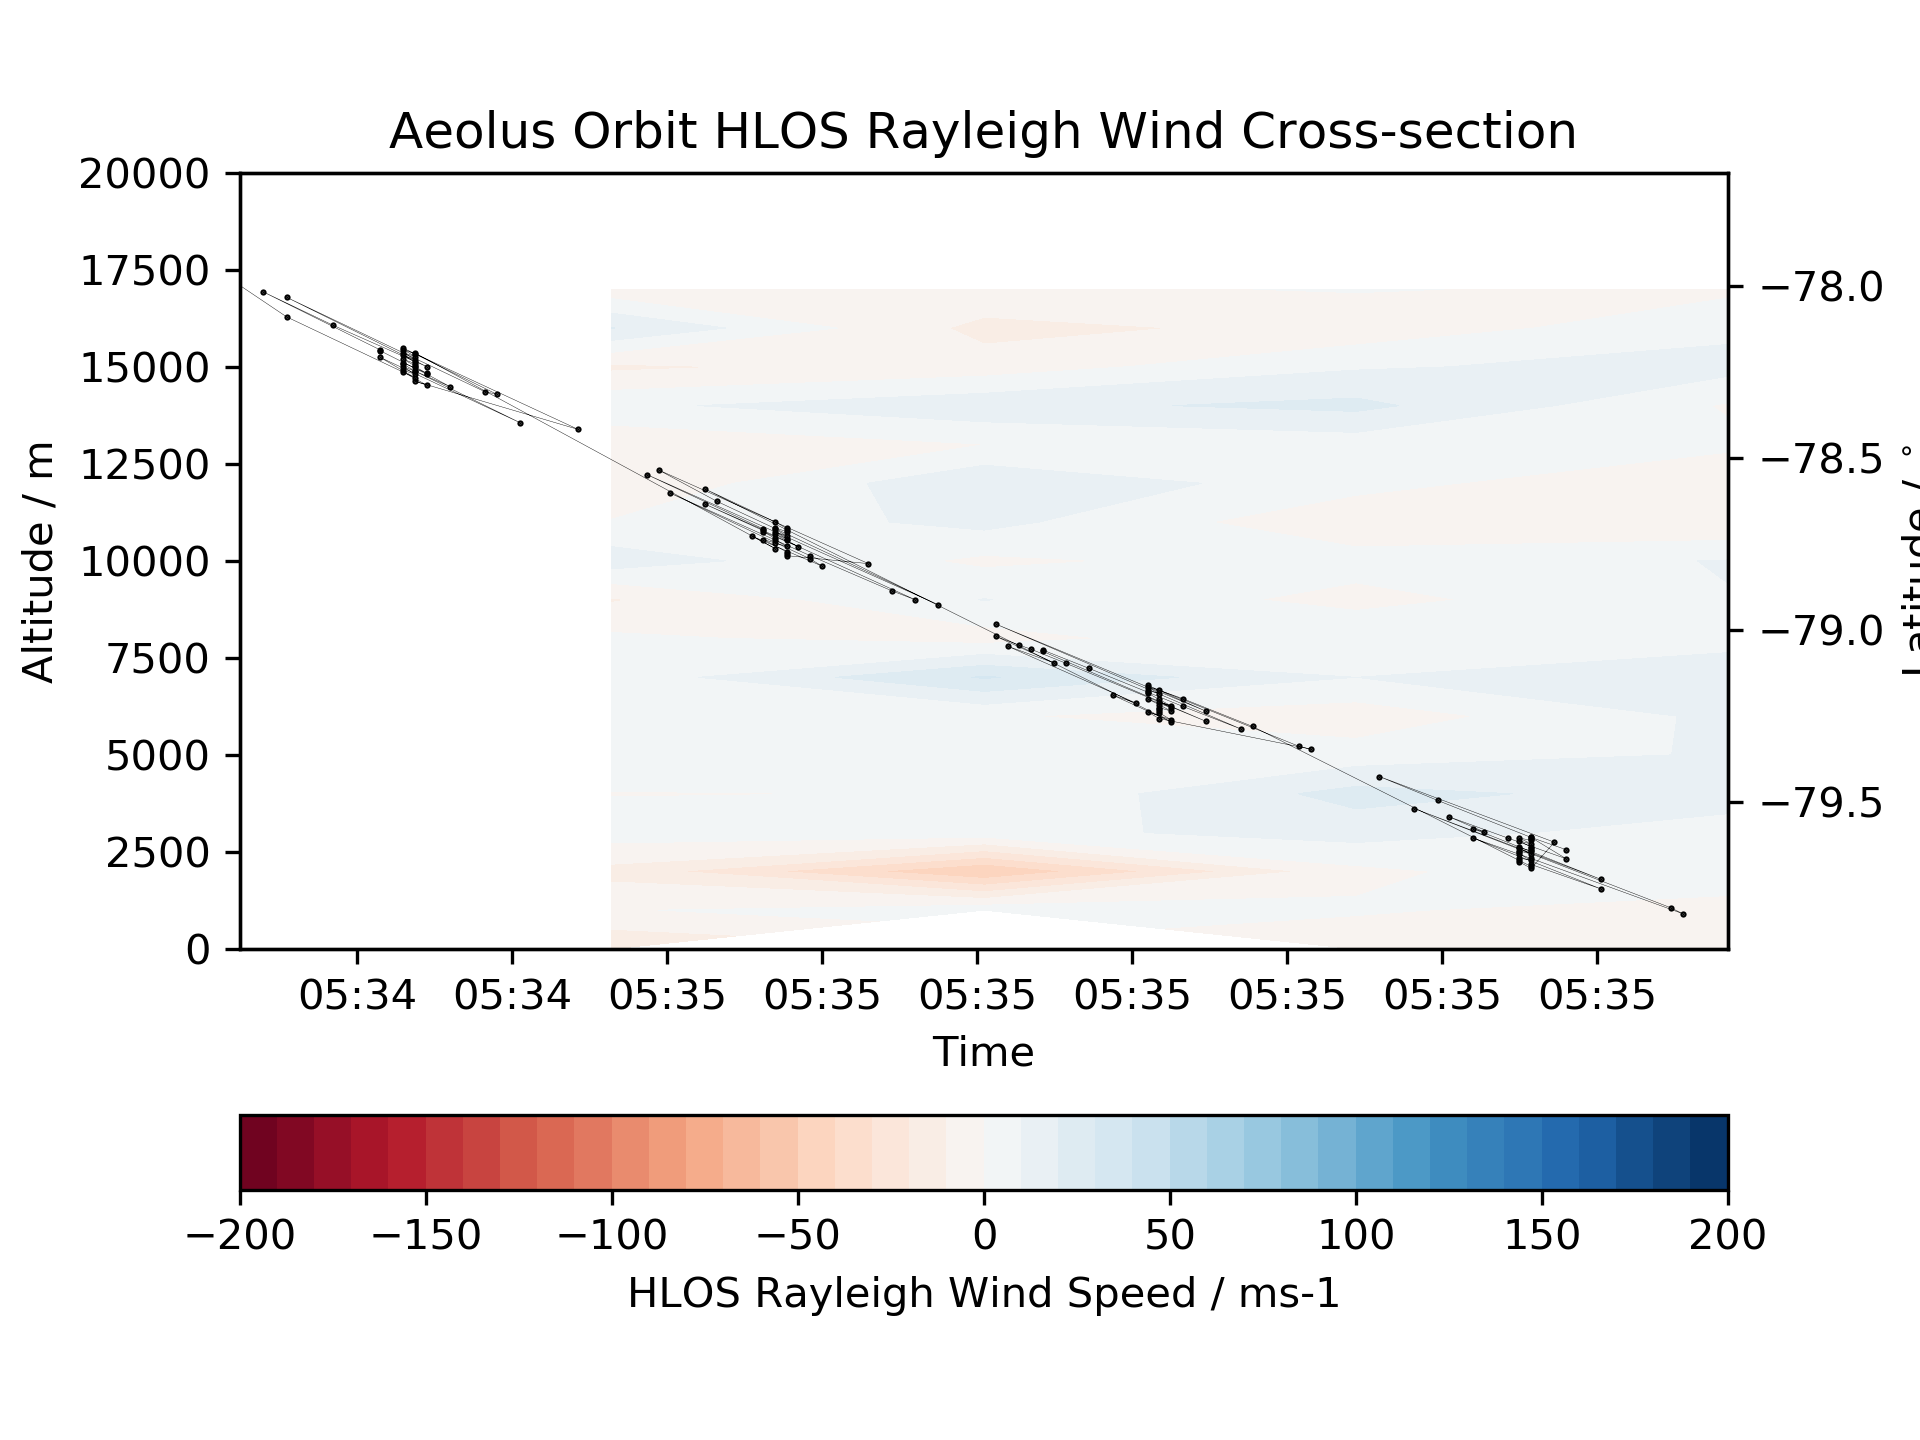 Aeolus Orbit HLOS Rayleigh Wind Cross-section
20000
17500
15000
12500
10000
7500
5000
2500
0
Altitude / m
−78.0
−78.5
−79.0
−79.5
Latitude / °
05:34 05:34 05:35 05:35 05:35 05:35 05:35 05:35 05:35
Time
−200 −150 −100 −50 0 50 100 150 200
HLOS Rayleigh Wind Speed / ms-1